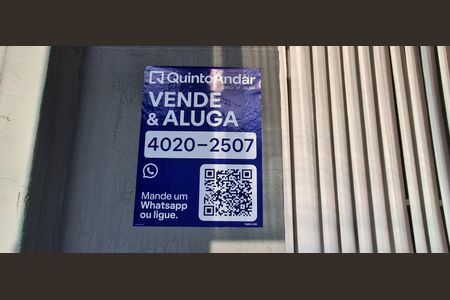 QuintoAndar
VENDE
& ALUGA
4020-2507
Mande um
Whatsapp
ou ligue.